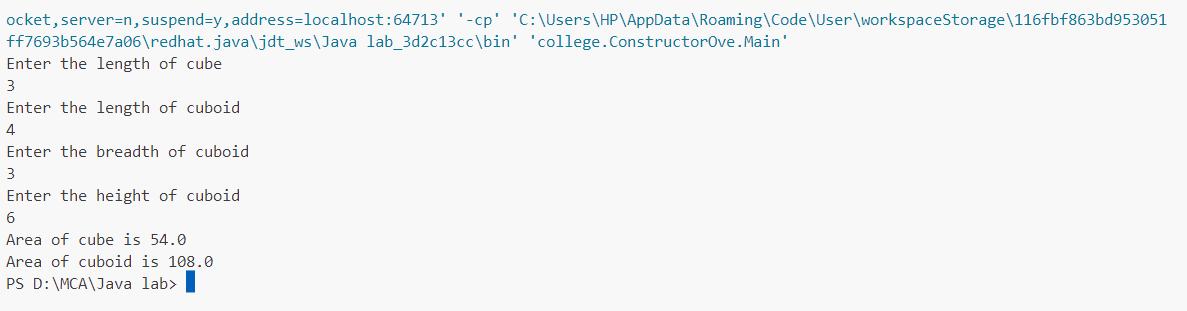 ocket,server=n,suspend=y,address=localhost:64713' '-cp' 'C:\Users\HP\AppData\Roaming\Code\User\workspaceStorage\116fbf863bd953051
ff7693b564e7a06\redhat.java\jdt_ws\Java lab_3d2c13cc\bin' 'college.ConstructorOve.Main'
Enter the length of cube
3
Enter the length of cuboid
4
Enter the breadth of cuboid
3
Enter the height of cuboid
6
Area of cube is 54.0
Area of cuboid is 108.0
PS D:\MCA\Java lab>